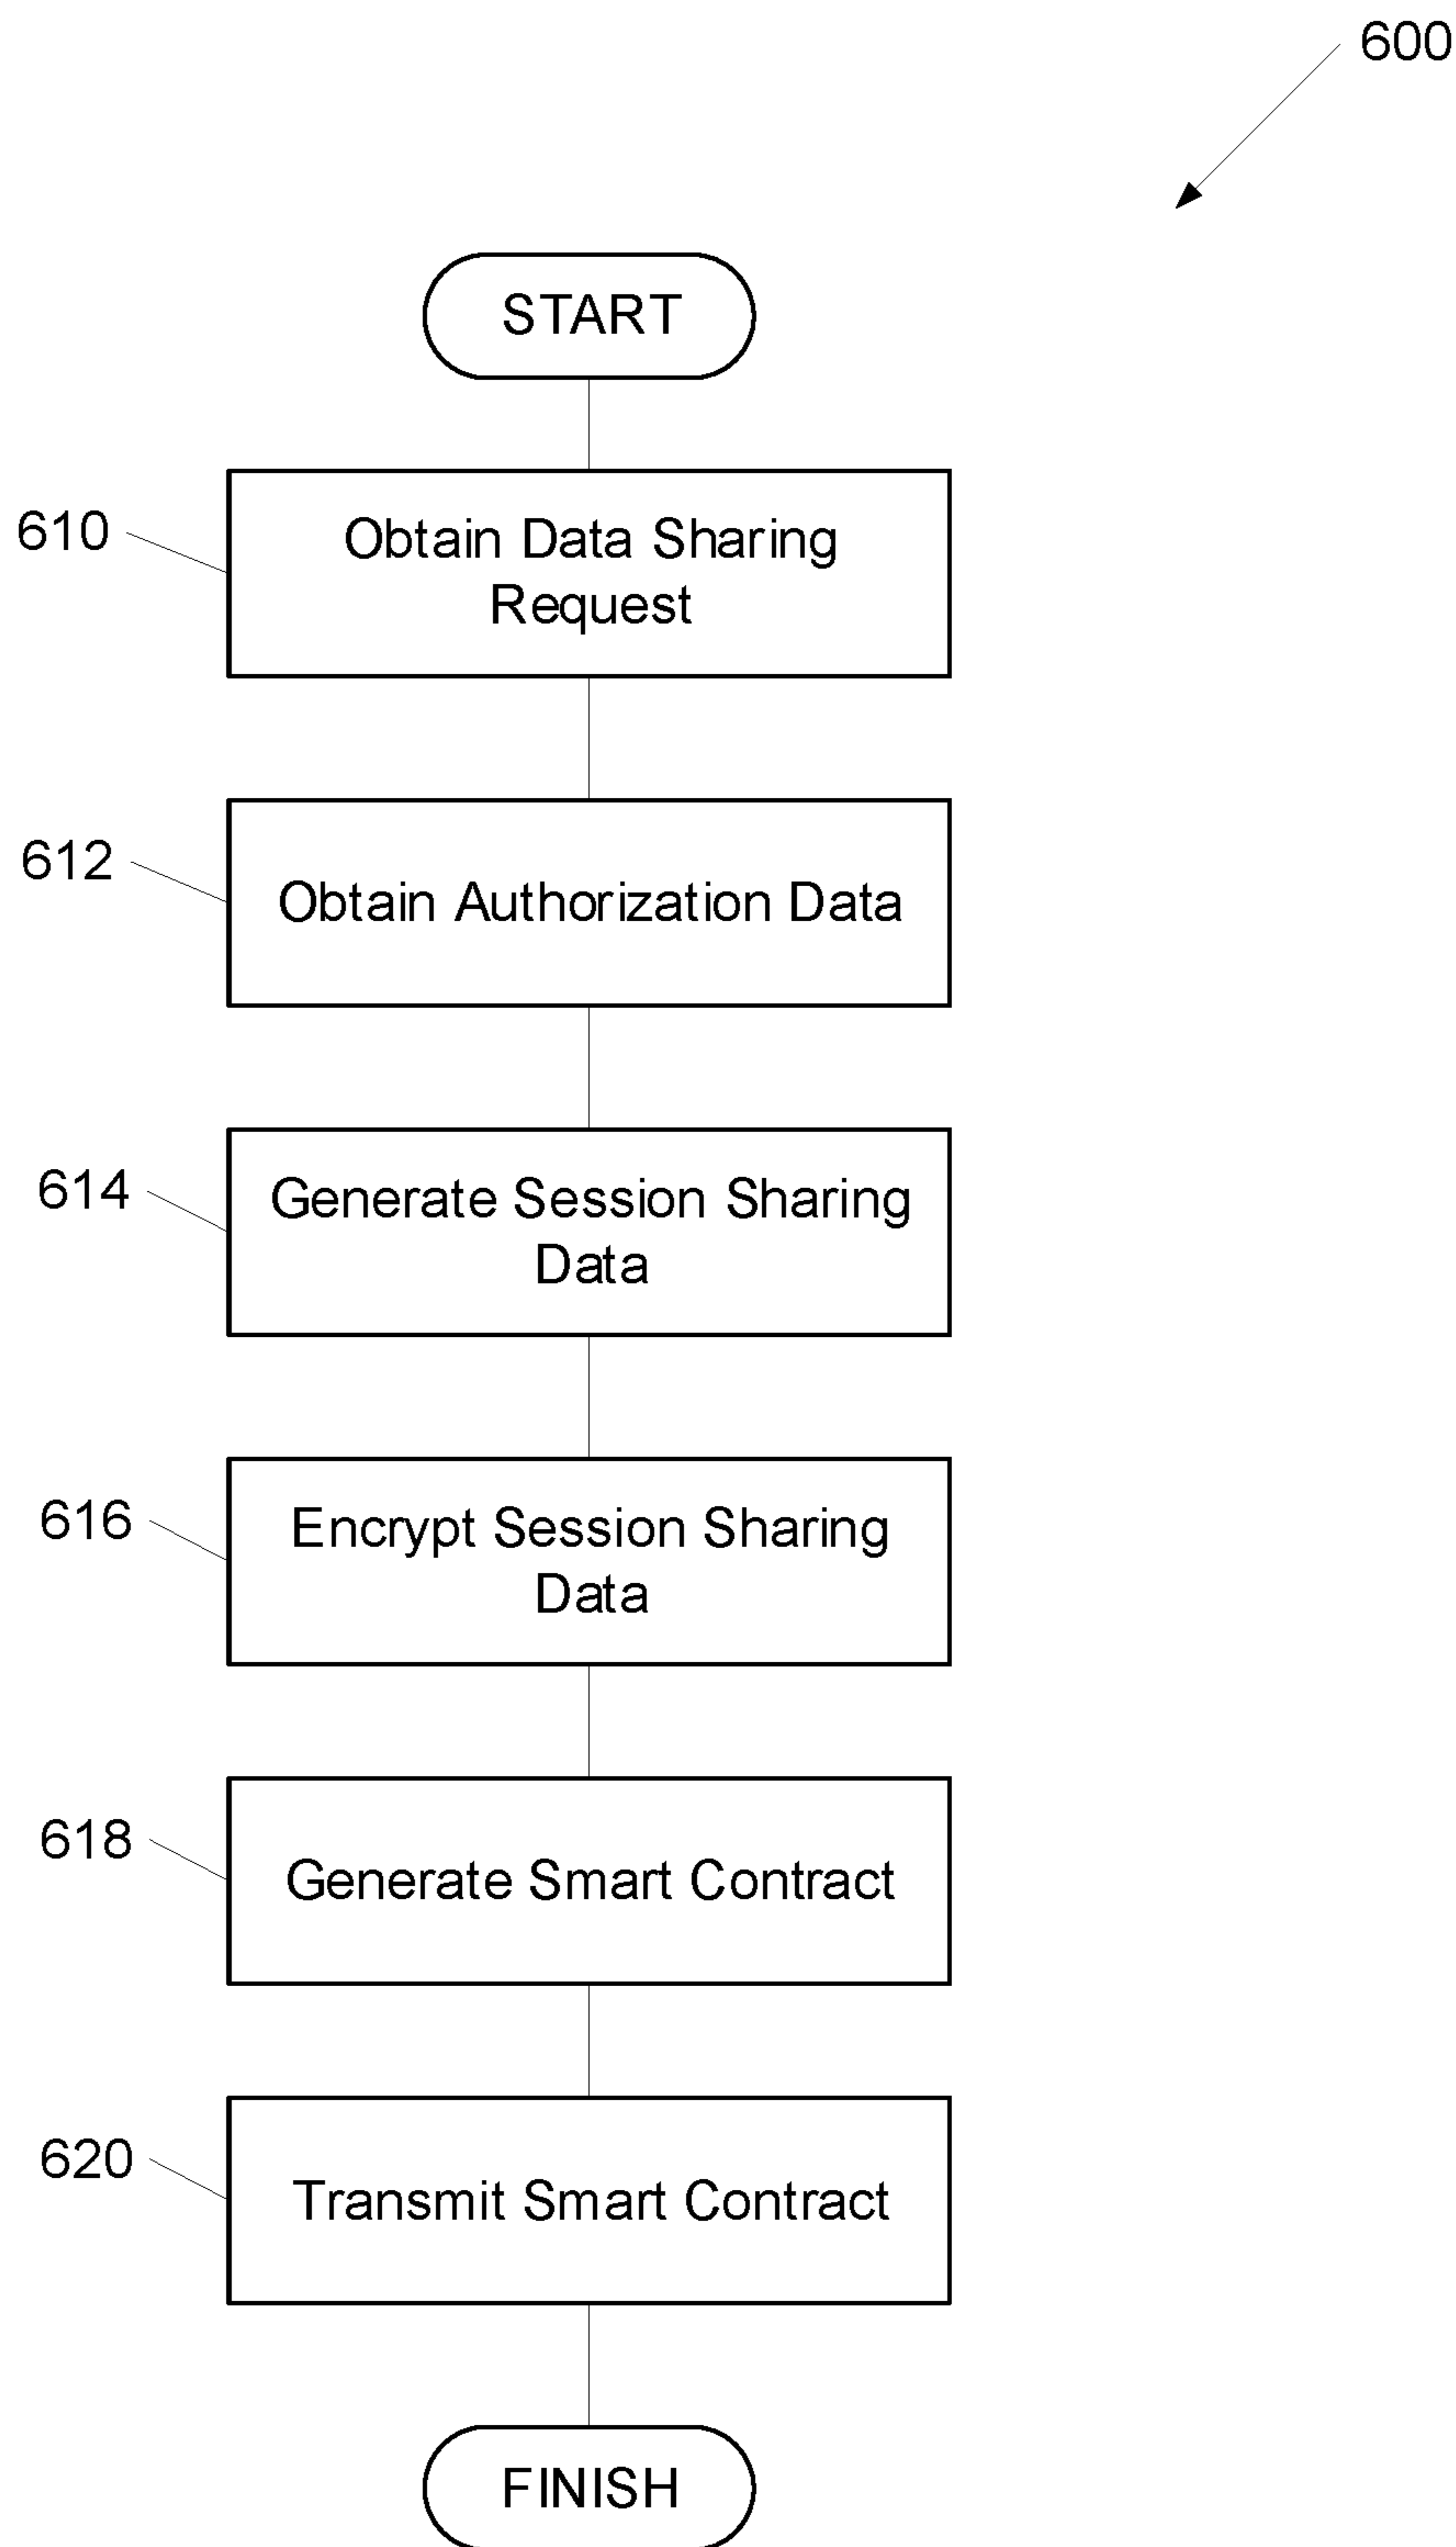 600
START
610
Obtain Data Sharing
Request
612
Obtain Authorization Data
614
Generate Session Sharing
Data
616
Encrypt Session Sharing
Data
618
Generate Smart Contract
620
Transmit Smart Contract
FINISH